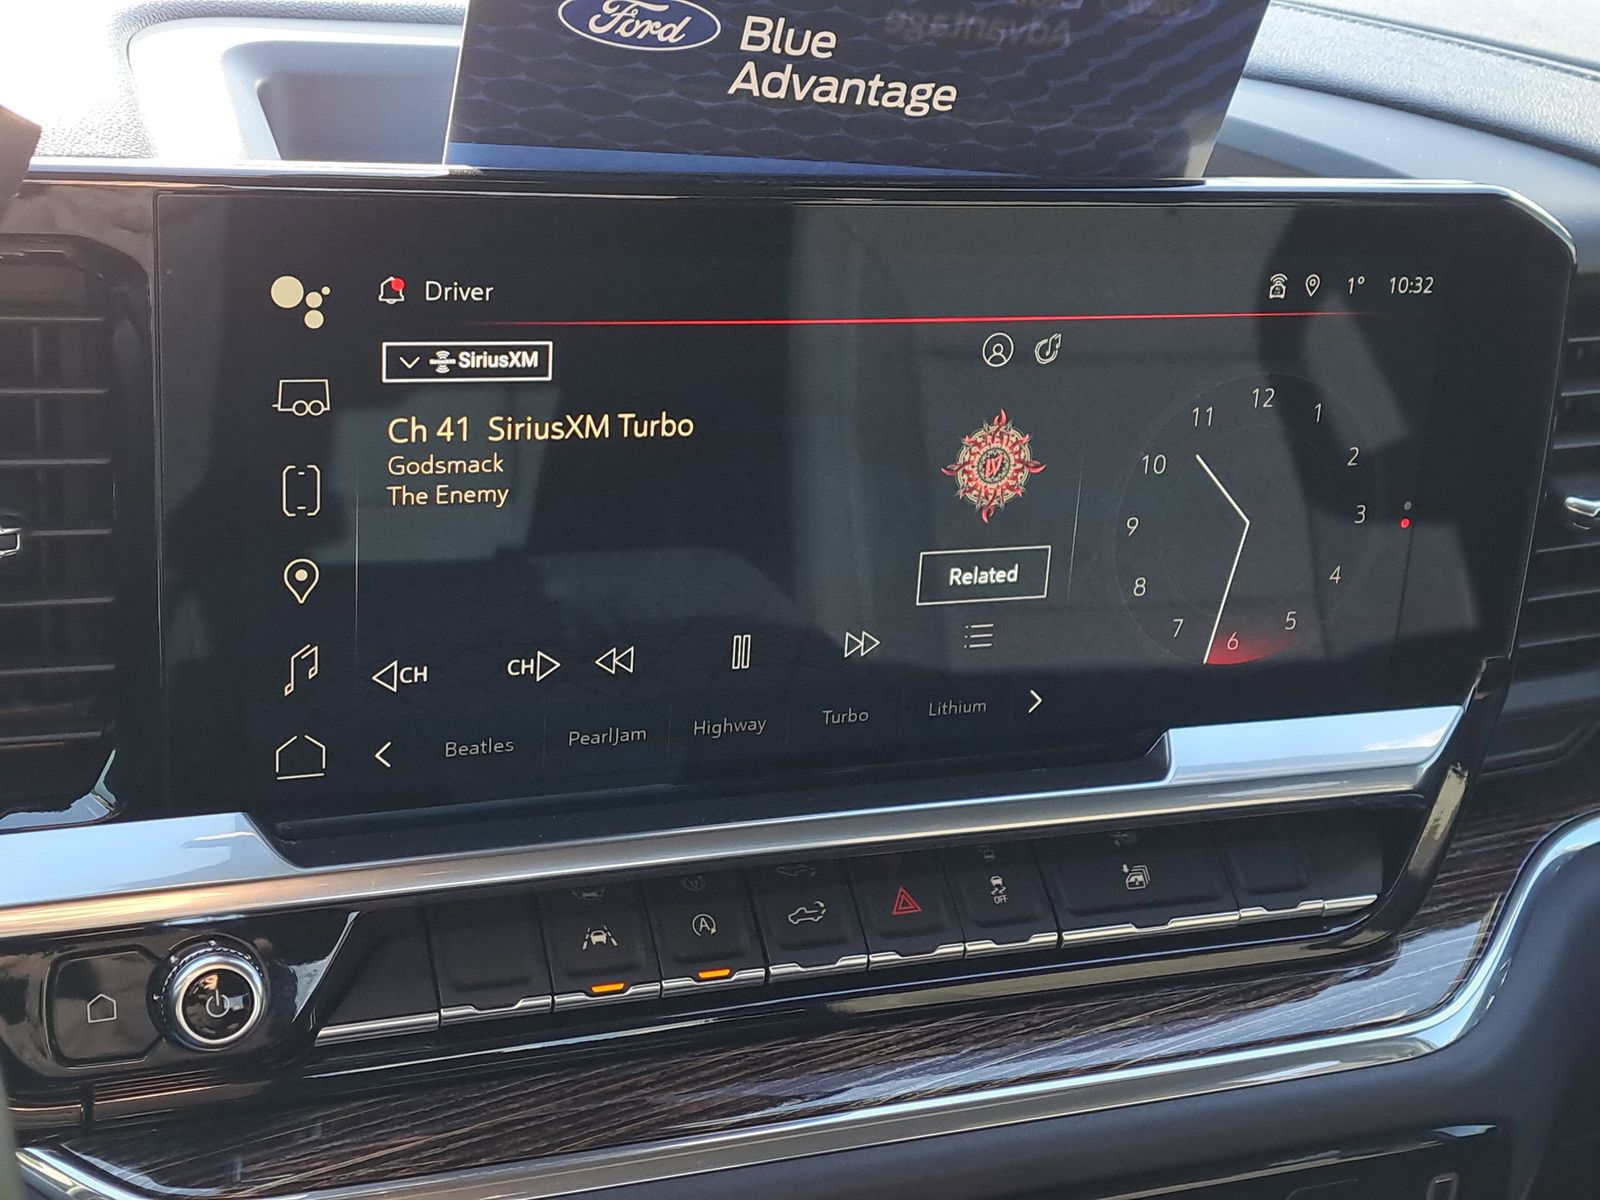 Ford
Blue
Advantage
Driver
1° 10:32
SiriusXM
Ch 41 SiriusXM Turbo
Godsmack
The Enemy
Related
CH
CH
Beatles
PearlJam
Highway
Turbo
Lithium
12
1
2
3
4
5
6
7
8
9
10
11
A
OFF